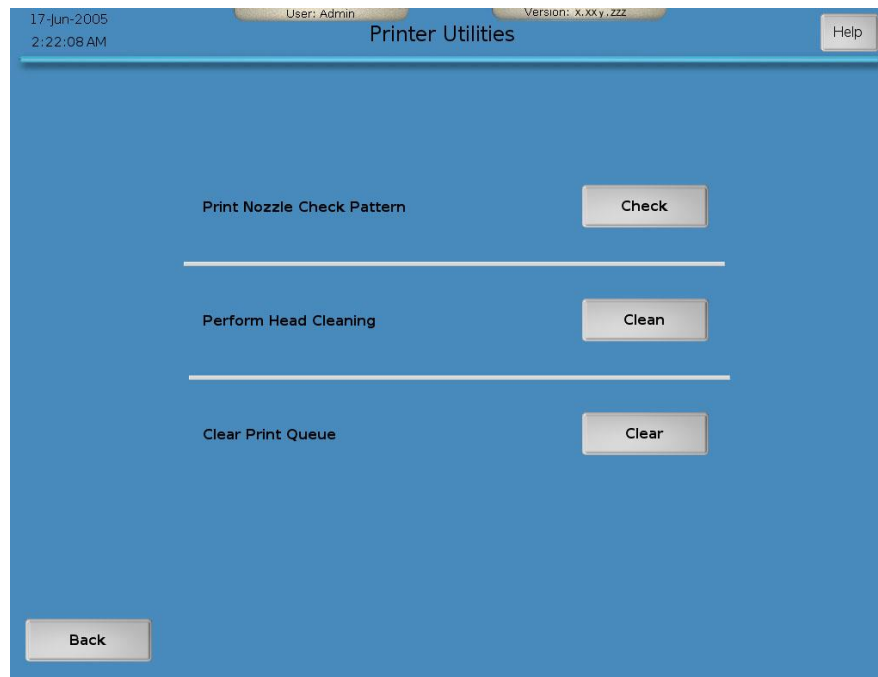 17-Jun-2005
2:22:08 AM
User: Admin
Version: x.xx y . zzz
Printer Utilities
Help
Print Nozzle Check Pattern
Check
Perform Head Cleaning
Clean
Clear Print Queue
Clear
Back